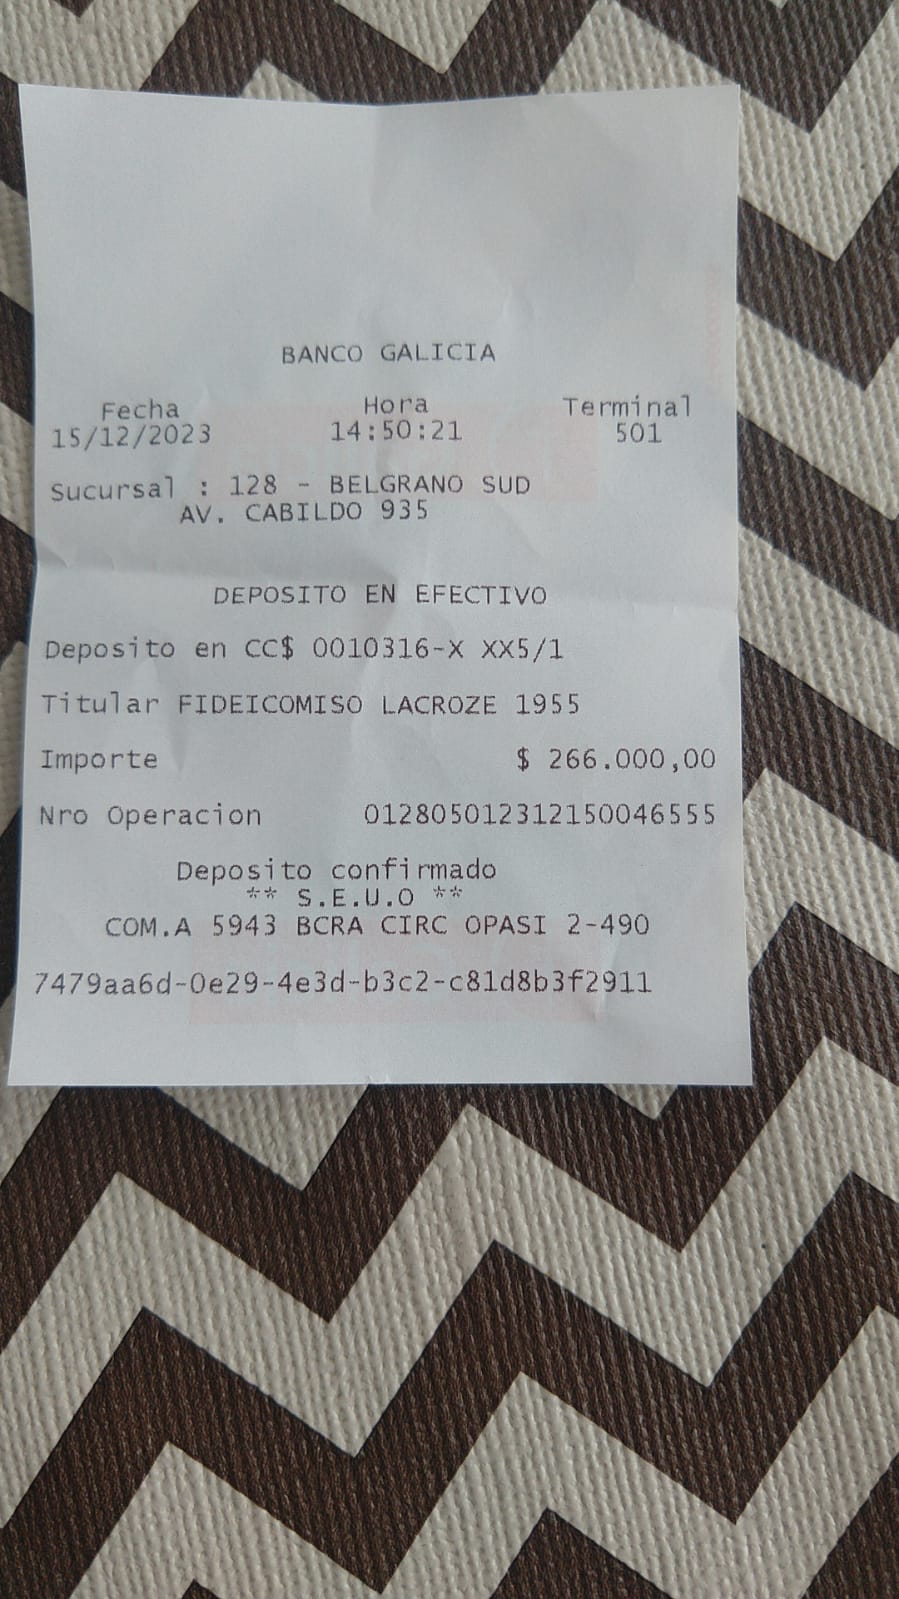 BANCO GALICIA
Fecha Hora Terminal
15/12/2023 14:50:21 501
Sucursal : 128 - BELGRANO SUD
AV. CABILDO 935
DEPOSITO EN EFECTIVO
Deposito en CC$ 0010316-X XX5/1
Titular FIDEICOMISO LACROZE 1955
Importe $ 266.000,00
Nro Operacion 012805012312150046555
Deposito confirmado
** S.E.U.O **
COM.A 5943 BCRA CIRC OPASI 2-490
7479aa6d-0e29-4e3d-b3c2-c81d8b3f2911